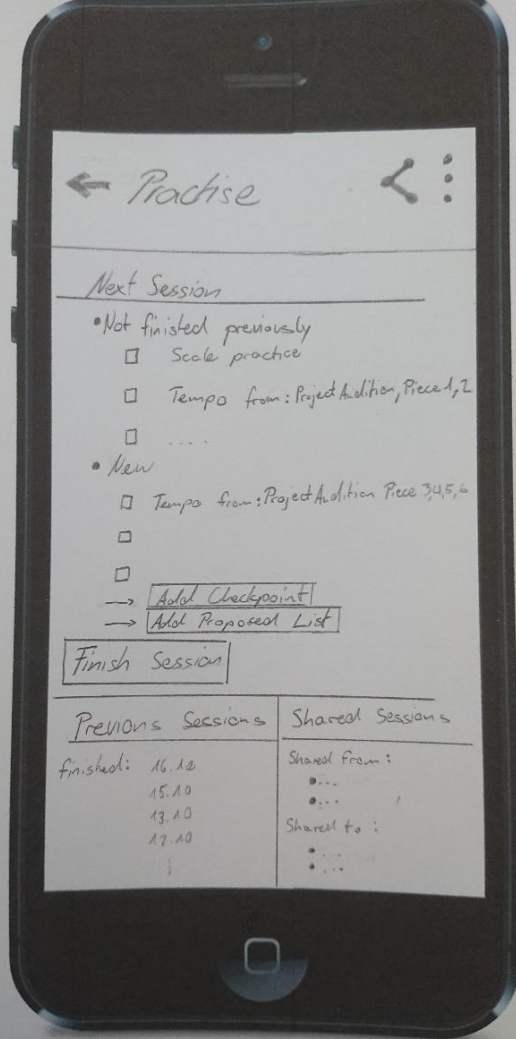 ← Practise
Next Session
• Not finished previously
Scale practice
Tempo from: Project Audition, Piece 1, 2
....
• New
Tempo from: Project Audition Piece 3,4,5,6
→ Add Checkpoint
→ Add Proposed List
Finish Session
Previous Sessions
finished: 16.10
15.10
13.10
12.10
Shared Sessions
Shared from:
• ...
• ...
Shared to:
• ...
• ...